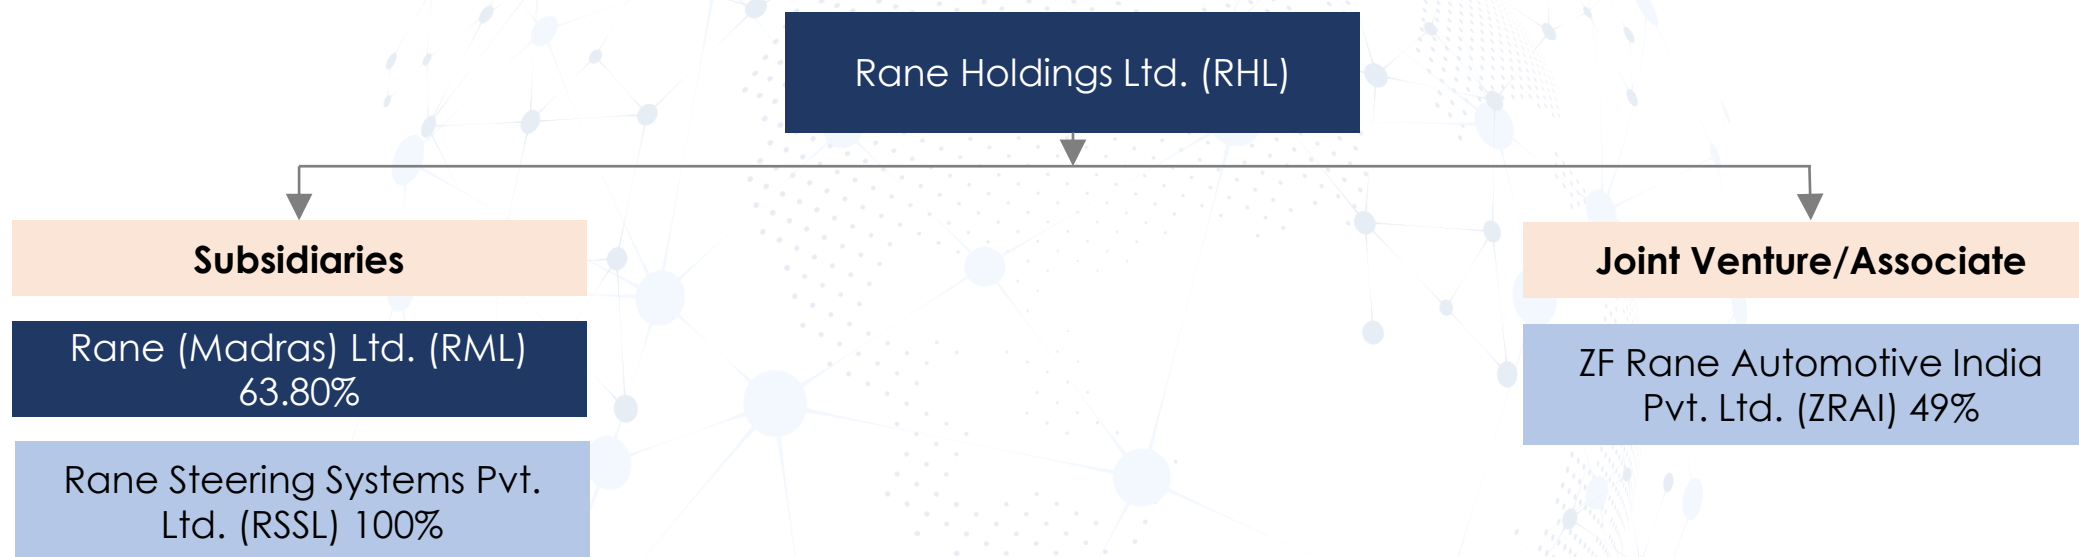 Rane Holdings Ltd. (RHL)
Subsidiaries
Rane (Madras) Ltd. (RML)
63.80%
Rane Steering Systems Pvt.
Ltd. (RSSL) 100%
Joint Venture/Associate
ZF Rane Automotive India
Pvt. Ltd. (ZRAI) 49%